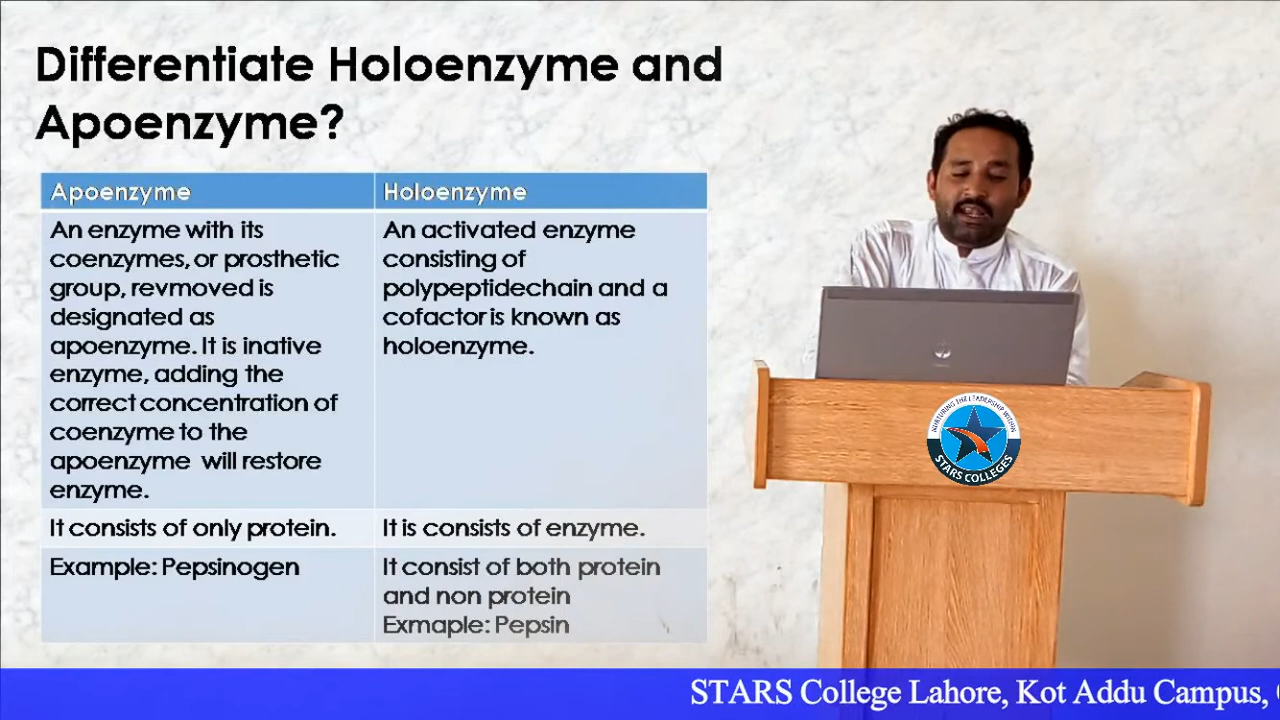 Differentiate Holoenzyme and
Apoenzyme?
Apoenzyme
Holoenzyme
An enzyme with its
coenzymes, or prosthetic
group, revmoved is
designated as
apoenzyme. It is inative
enzyme, adding the
correct concentration of
coenzyme to the
apoenzyme will restore
enzyme.
An activated enzyme
consisting of
polypeptidechain and a
cofactor is known as
holoenzyme.
It consists of only protein.
It is consists of enzyme.
Example: Pepsinogen
It consist of both protein
and non protein
Exmaple: Pepsin
NURTURING THE LEADERSHIP WITHIN
STARS COLLEGES
STARS College Lahore, Kot Addu Campus,